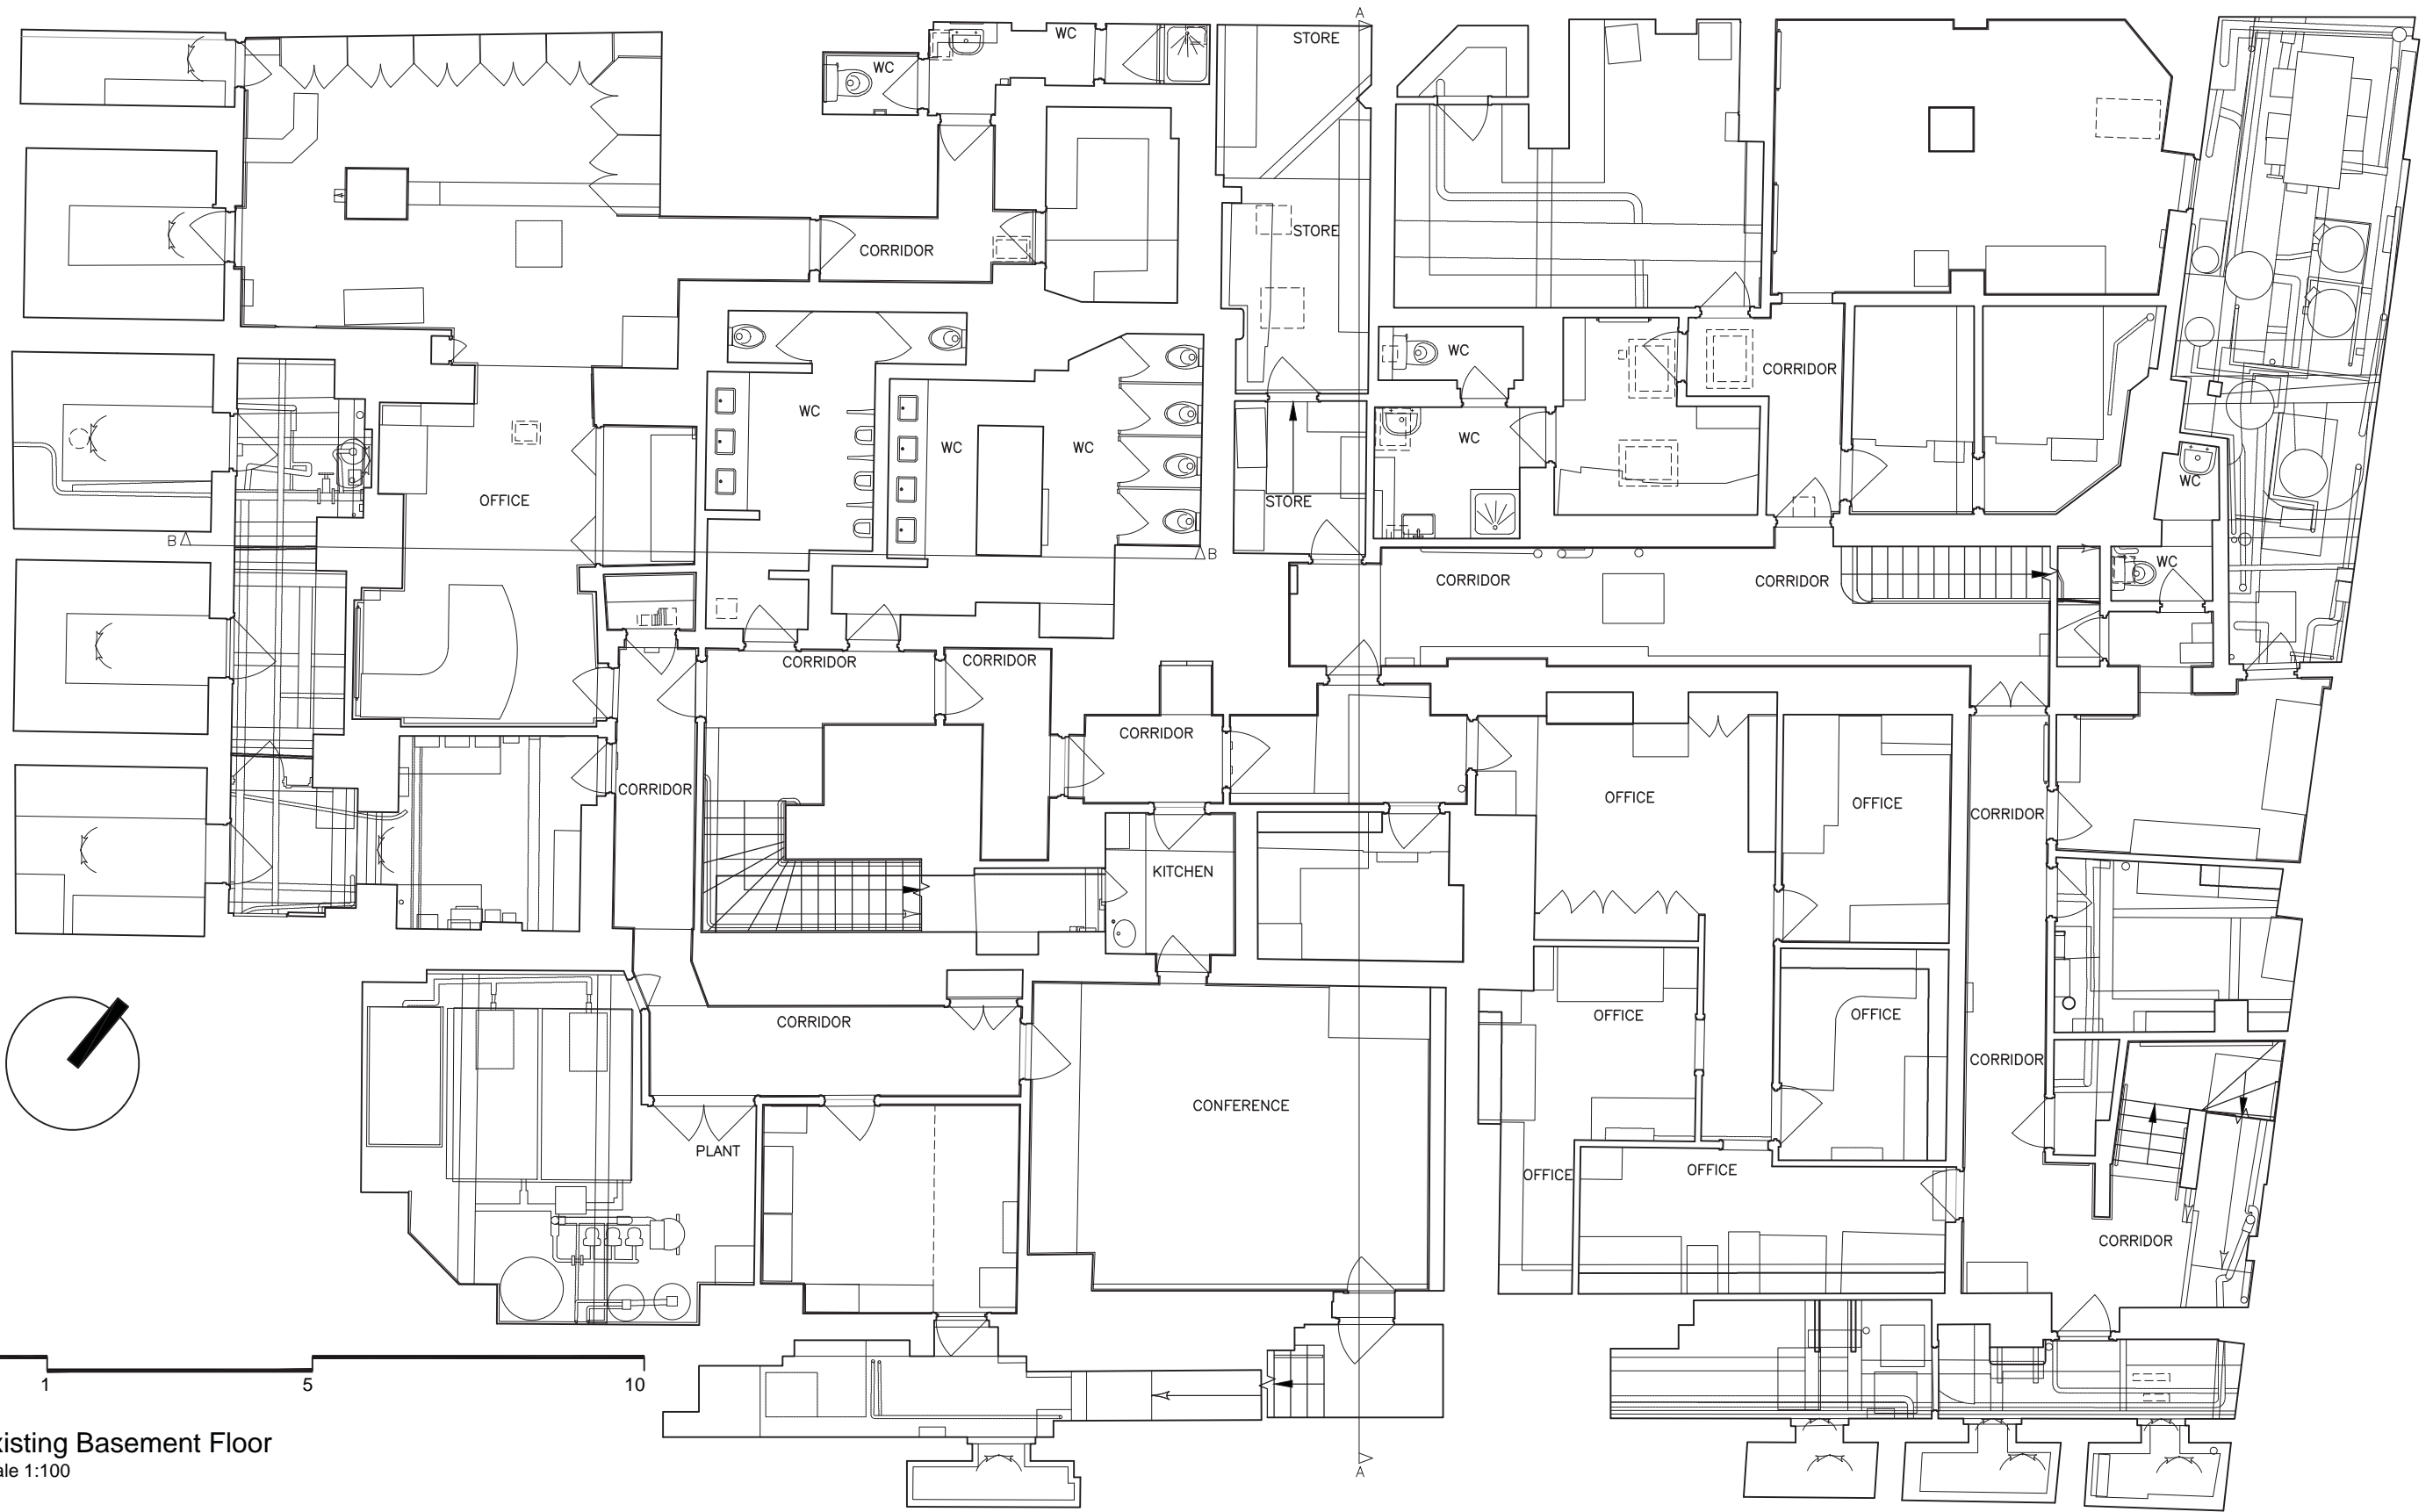 A
WC
STORE
WC
STORE
CORRIDOR
WC
CORRIDOR
WC
WC
WC
WC
WC
OFFICE
STORE
B
B
CORRIDOR
CORRIDOR
WC
CORRIDOR
CORRIDOR
CORRIDOR
CORRIDOR
OFFICE
OFFICE
CORRIDOR
KITCHEN
CORRIDOR
OFFICE
OFFICE
CORRIDOR
CONFERENCE
PLANT
OFFICE
OFFICE
CORRIDOR
1
5
10
xisting Basement Floor
ale 1:100
A